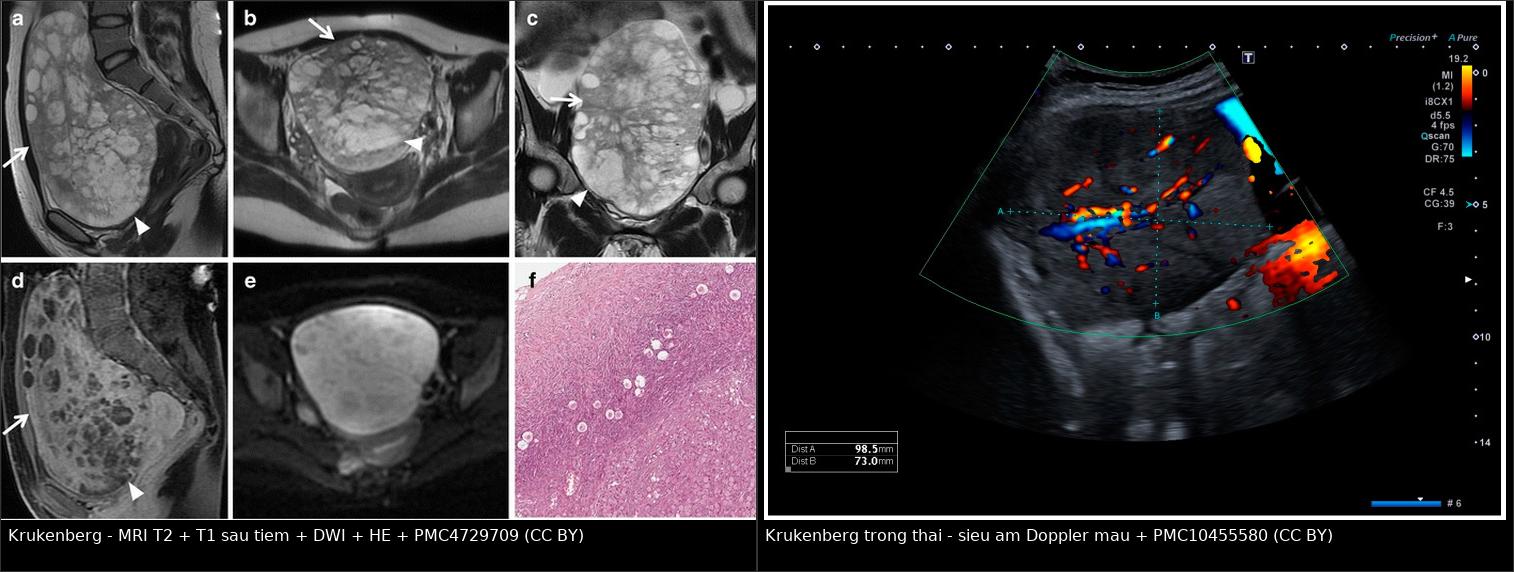 a
b
c
d
e
f
Krukenberg - MRI T2 + T1 sau tiem + DWI + HE + PMC4729709 (CC BY)
T
Precision+ A Pure
19.2
MI
(1.2)
i8CX1
d5.5
4 fps
Qscan
G:70
DR:75
CF 4.5
CG:39
F:3
0
5
10
14
A
B
Dist A 98.5mm
Dist B 73.0mm
# 6
Krukenberg trong thai - sieu am Doppler mau + PMC10455580 (CC BY)